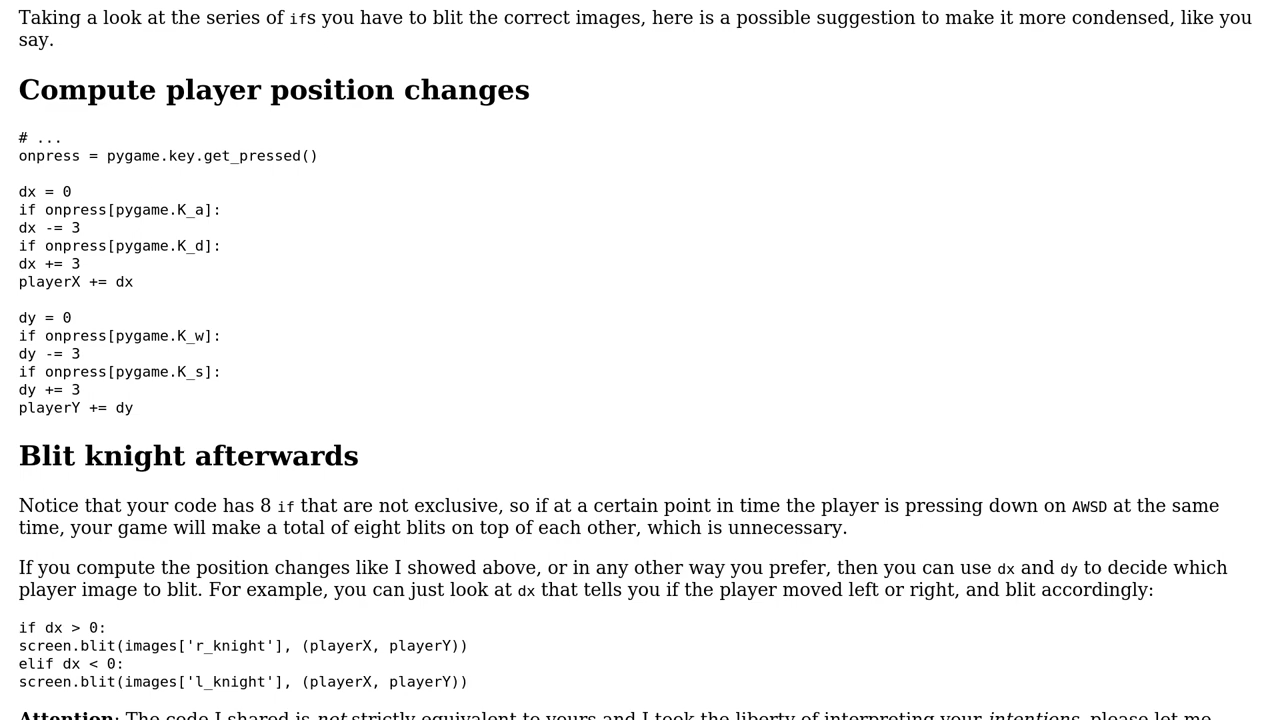 Taking a look at the series of ifs you have to blit the correct images, here is a possible suggestion to make it more condensed, like you
say.
Compute player position changes
# ...
onpress = pygame.key.get_pressed()
dx = 0
if onpress[pygame.K_a]:
dx -= 3
if onpress[pygame.K_d]:
dx += 3
playerX += dx
dy = 0
if onpress[pygame.K_w]:
dy -= 3
if onpress[pygame.K_s]:
dy += 3
playerY += dy
Blit knight afterwards
Notice that your code has 8 if that are not exclusive, so if at a certain point in time the player is pressing down on AWSD at the same
time, your game will make a total of eight blits on top of each other, which is unnecessary.
If you compute the position changes like I showed above, or in any other way you prefer, then you can use dx and dy to decide which
player image to blit. For example, you can just look at dx that tells you if the player moved left or right, and blit accordingly:
if dx > 0:
screen.blit(images['r_knight'], (playerX, playerY))
elif dx < 0:
screen.blit(images['l_knight'], (playerX, playerY))
Attention: The code I shared is not strictly equivalent to yours and I took the liberty of interpreting your intentions, please let me